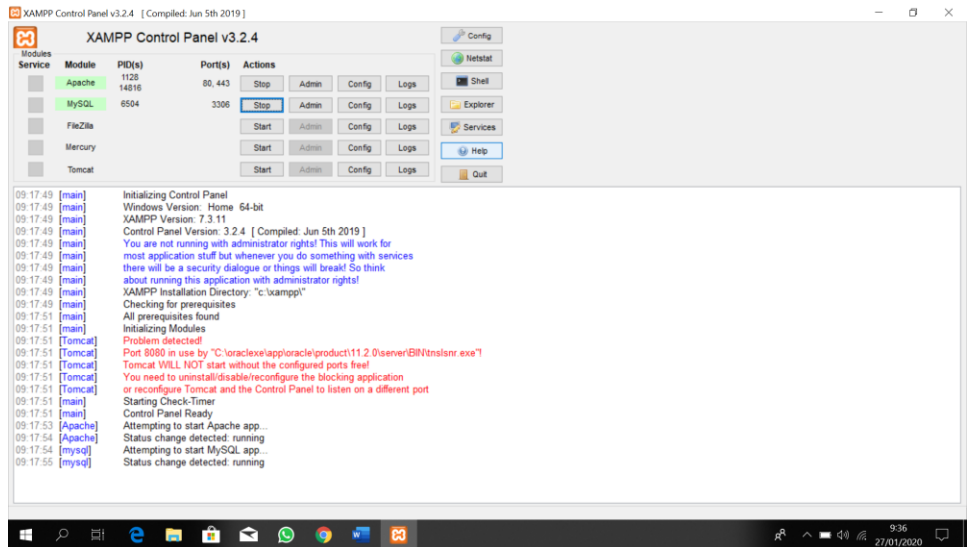 XAMPP Control Panel v3.2.4 [ Compiled: Jun 5th 2019 ]
XAMPP Control Panel v3.2.4
Config
Modules
Service Module PID(s) Port(s) Actions
Netstat
Apache 1128 14816 80, 443 Stop Admin Config Logs
Shell
MySQL 6504 3306 Stop Admin Config Logs
Explorer
FileZilla Start Admin Config Logs
Services
Mercury Start Admin Config Logs
Help
Tomcat Start Admin Config Logs
Quit
09:17:49 [main] Initializing Control Panel
09:17:49 [main] Windows Version: Home 64-bit
09:17:49 [main] XAMPP Version: 7.3.11
09:17:49 [main] Control Panel Version: 3.2.4 [ Compiled: Jun 5th 2019 ]
09:17:49 [main] You are not running with administrator rights! This will work for
09:17:49 [main] most application stuff but whenever you do something with services
09:17:49 [main] there will be a security dialogue or things will break! So think
09:17:49 [main] about running this application with administrator rights!
09:17:49 [main] XAMPP Installation Directory: "c:\xampp\"
09:17:49 [main] Checking for prerequisites
09:17:51 [main] All prerequisites found
09:17:51 [main] Initializing Modules
09:17:51 [Tomcat] Problem detected!
09:17:51 [Tomcat] Port 8080 in use by "C:\oraclexe\app\oracle\product\11.2.0\server\BIN\tnslsnr.exe"!
09:17:51 [Tomcat] Tomcat WILL NOT start without the configured ports free!
09:17:51 [Tomcat] You need to uninstall/disable/reconfigure the blocking application
09:17:51 [Tomcat] or reconfigure Tomcat and the Control Panel to listen on a different port
09:17:51 [main] Starting Check-Timer
09:17:51 [main] Control Panel Ready
09:17:53 [Apache] Attempting to start Apache app...
09:17:54 [Apache] Status change detected: running
09:17:54 [mysql] Attempting to start MySQL app...
09:17:55 [mysql] Status change detected: running
9:36
27/01/2020